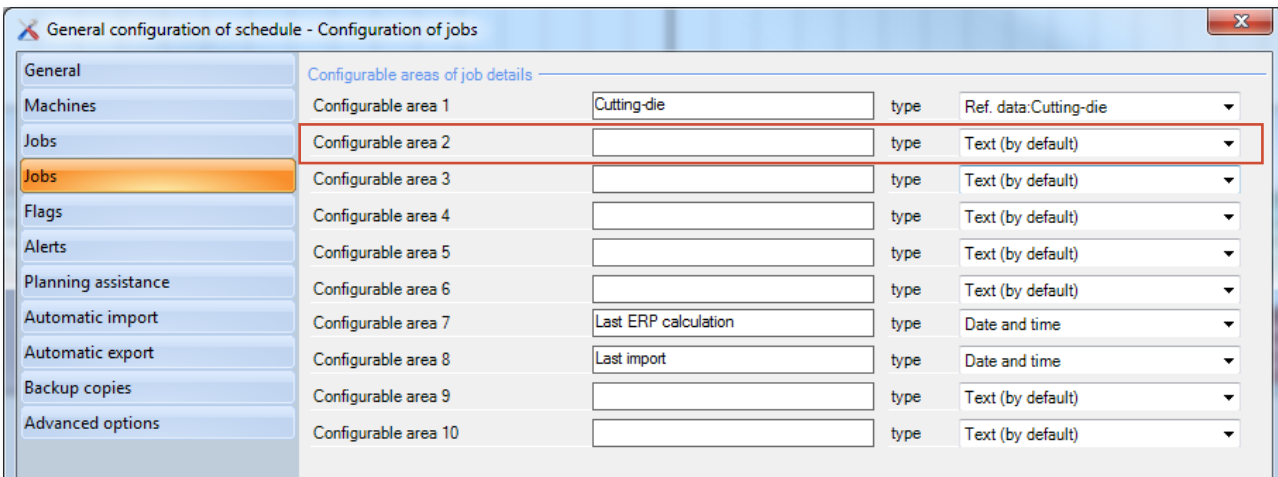 General configuration of schedule - Configuration of jobs
General
Machines
Jobs
Jobs
Flags
Alerts
Planning assistance
Automatic import
Automatic export
Backup copies
Advanced options
Configurable areas of job details
Configurable area 1 Cutting-die type Ref. data:Cutting-die
Configurable area 2 type Text (by default)
Configurable area 3 type Text (by default)
Configurable area 4 type Text (by default)
Configurable area 5 type Text (by default)
Configurable area 6 type Text (by default)
Configurable area 7 Last ERP calculation type Date and time
Configurable area 8 Last import type Date and time
Configurable area 9 type Text (by default)
Configurable area 10 type Text (by default)